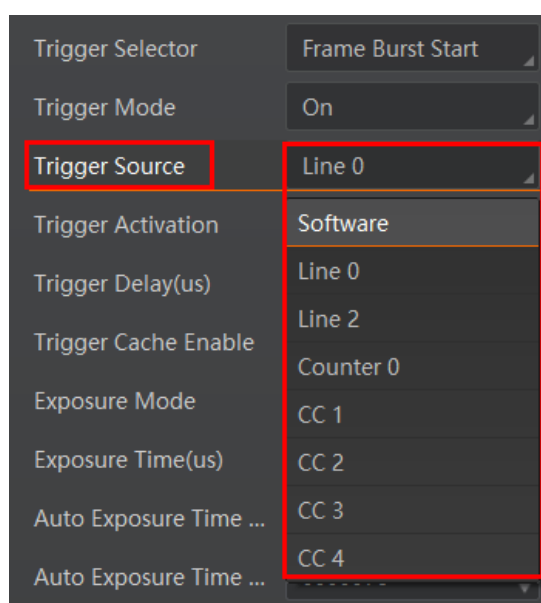 Trigger Selector Frame Burst Start
Trigger Mode On
Trigger Source Line 0
Trigger Activation Software
Trigger Delay(us) Line 0
Line 2
Trigger Cache Enable
Counter 0
Exposure Mode CC 1
Exposure Time(us) CC 2
Auto Exposure Time ... CC 3
CC 4
Auto Exposure Time ...